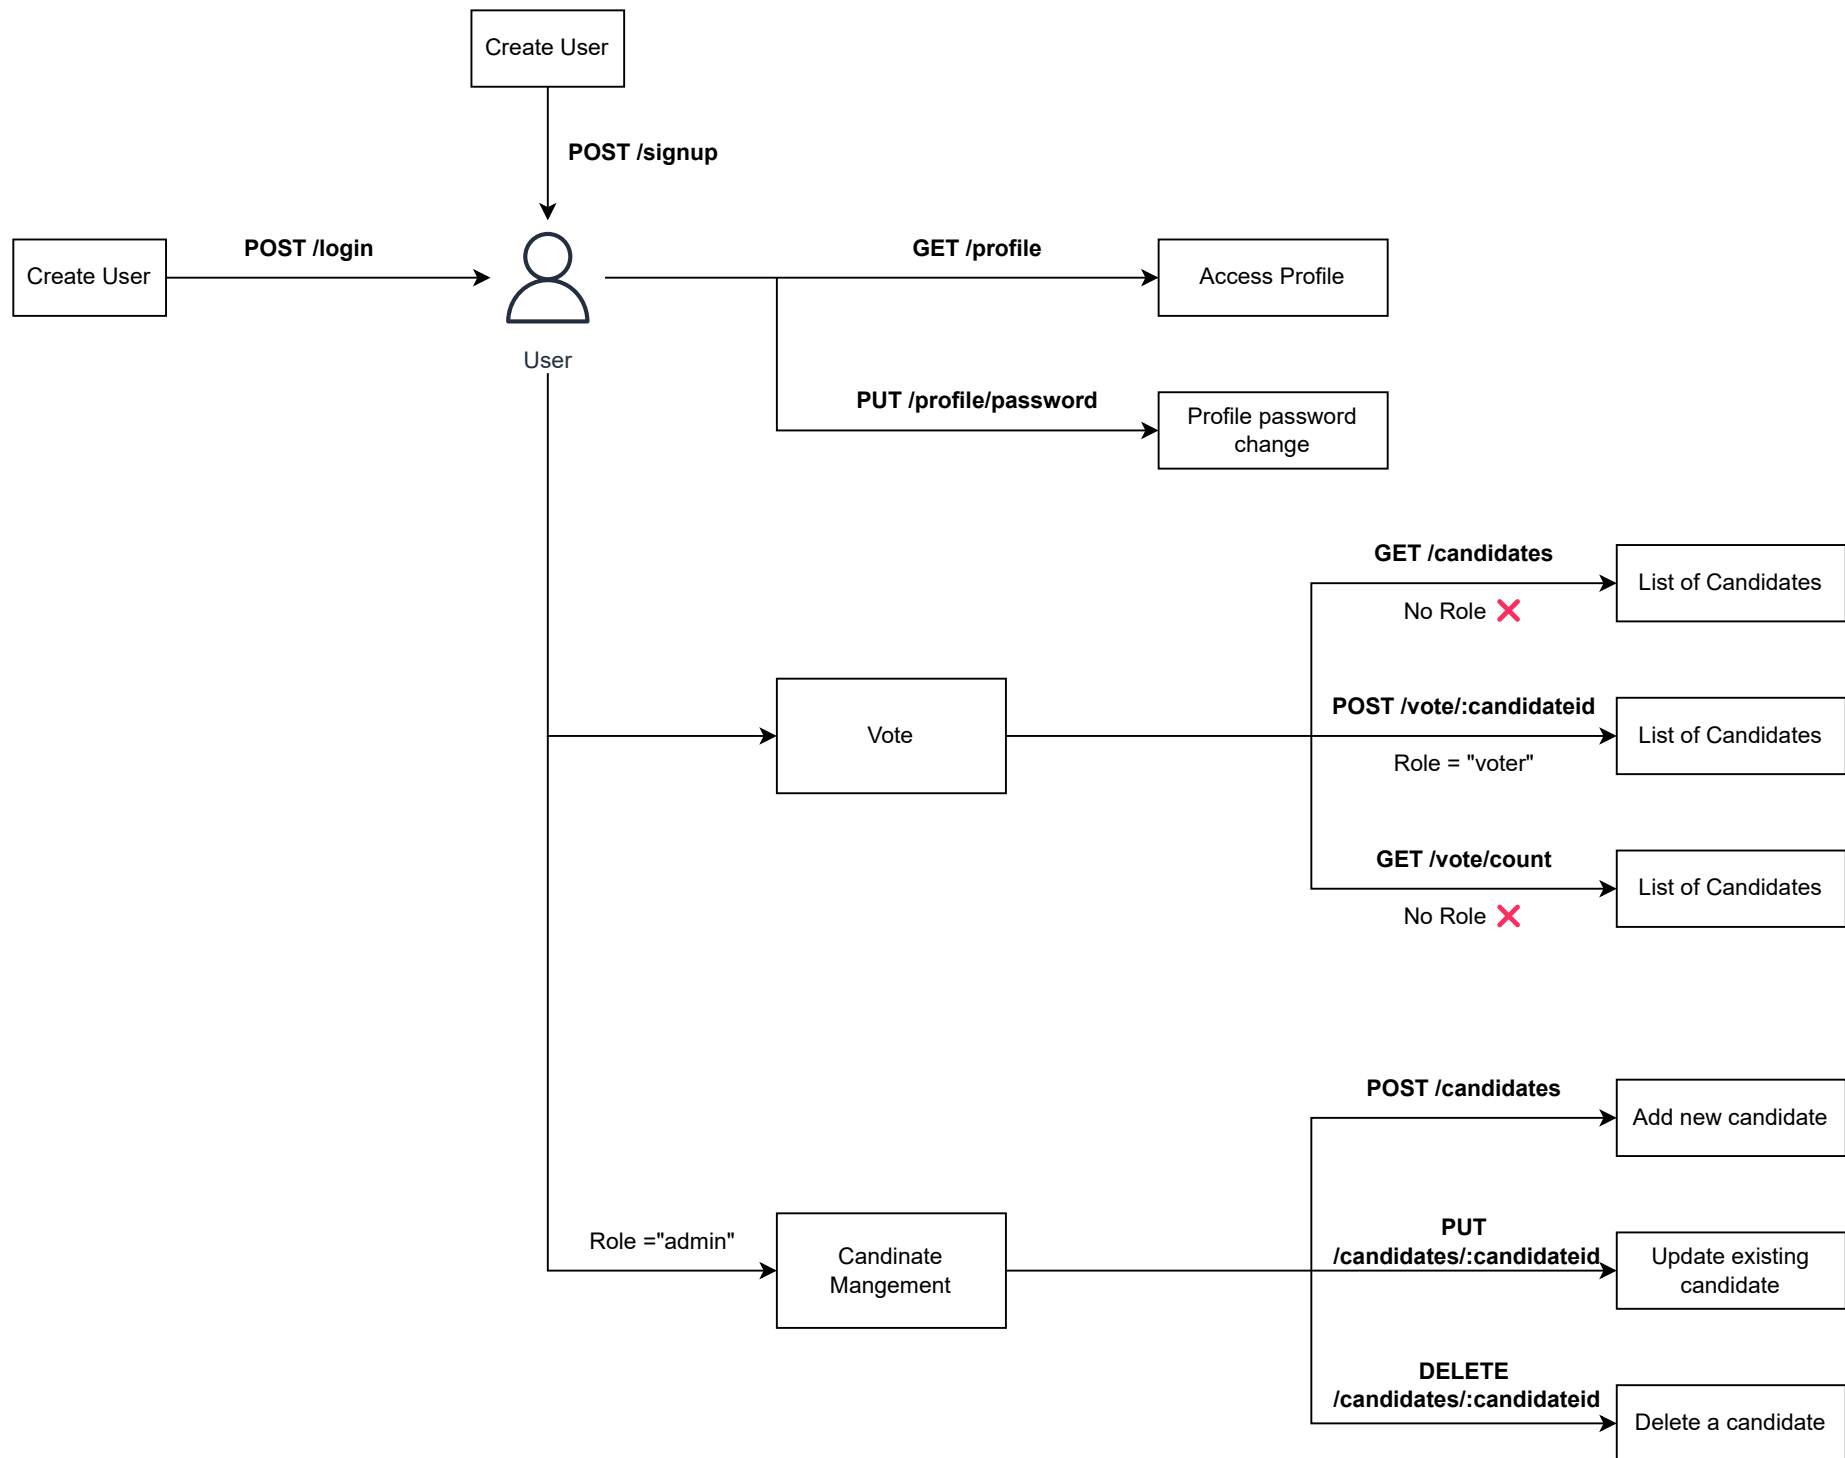 Create User
POST /signup
Create User
POST /login
User
GET /profile
Access Profile
PUT /profile/password
Profile password
change
GET /candidates
No Role ❌
List of Candidates
Vote
POST /vote/:candidateid
Role = "voter"
List of Candidates
GET /vote/count
No Role ❌
List of Candidates
POST /candidates
Add new candidate
Role ="admin"
Candinate
Mangement
PUT
/candidates/:candidateid
Update existing
candidate
DELETE
/candidates/:candidateid
Delete a candidate